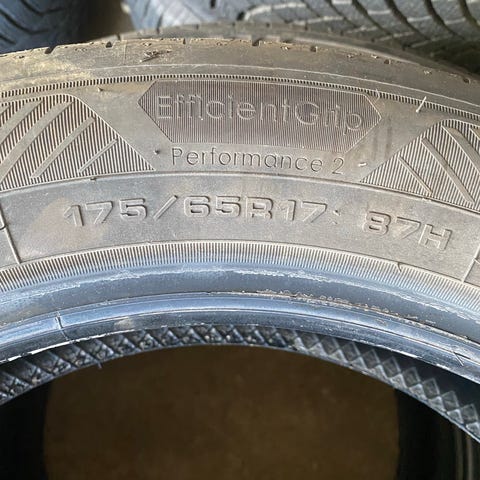 EfficientGrip
Performance 2
175/65R17 87H